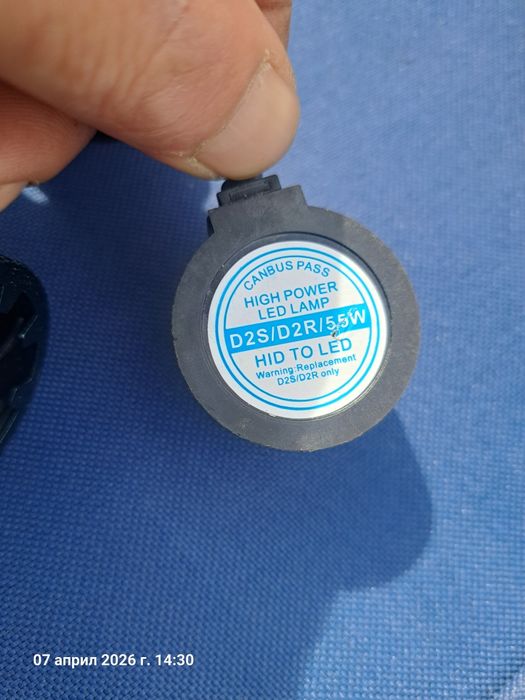 CANBUS PASS
HIGH POWER
LED LAMP
D2S/D2R/55W
HID TO LED
Warning:Replacement
D2S/D2R only
07 април 2026 г. 14:30